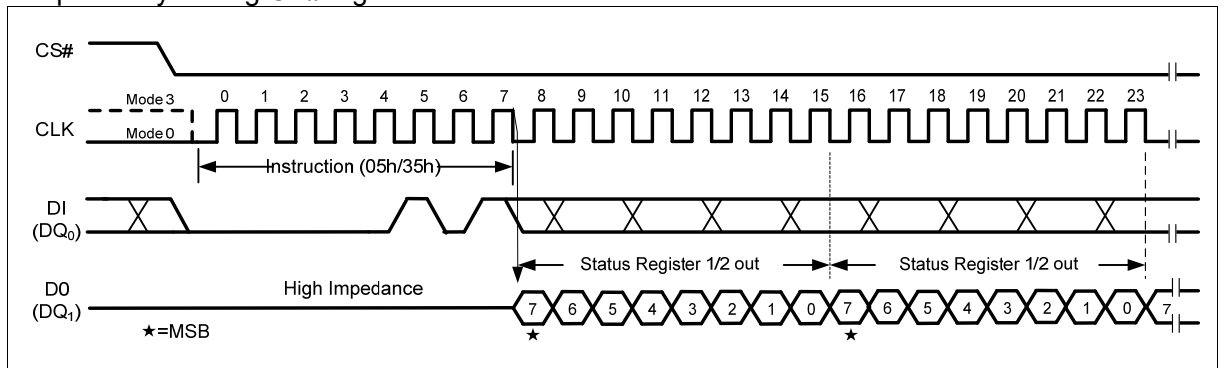 CS#
Mode 3
0 1 2 3 4 5 6 7 8 9 10 11 12 13 14 15 16 17 18 19 20 21 22 23
CLK
Mode 0
Instruction (05h/35h)
DI
(DQ0)
Status Register 1/2 out Status Register 1/2 out
D0
(DQ1)
High Impedance
7 6 5 4 3 2 1 0 7 6 5 4 3 2 1 0 7
★=MSB ★ ★